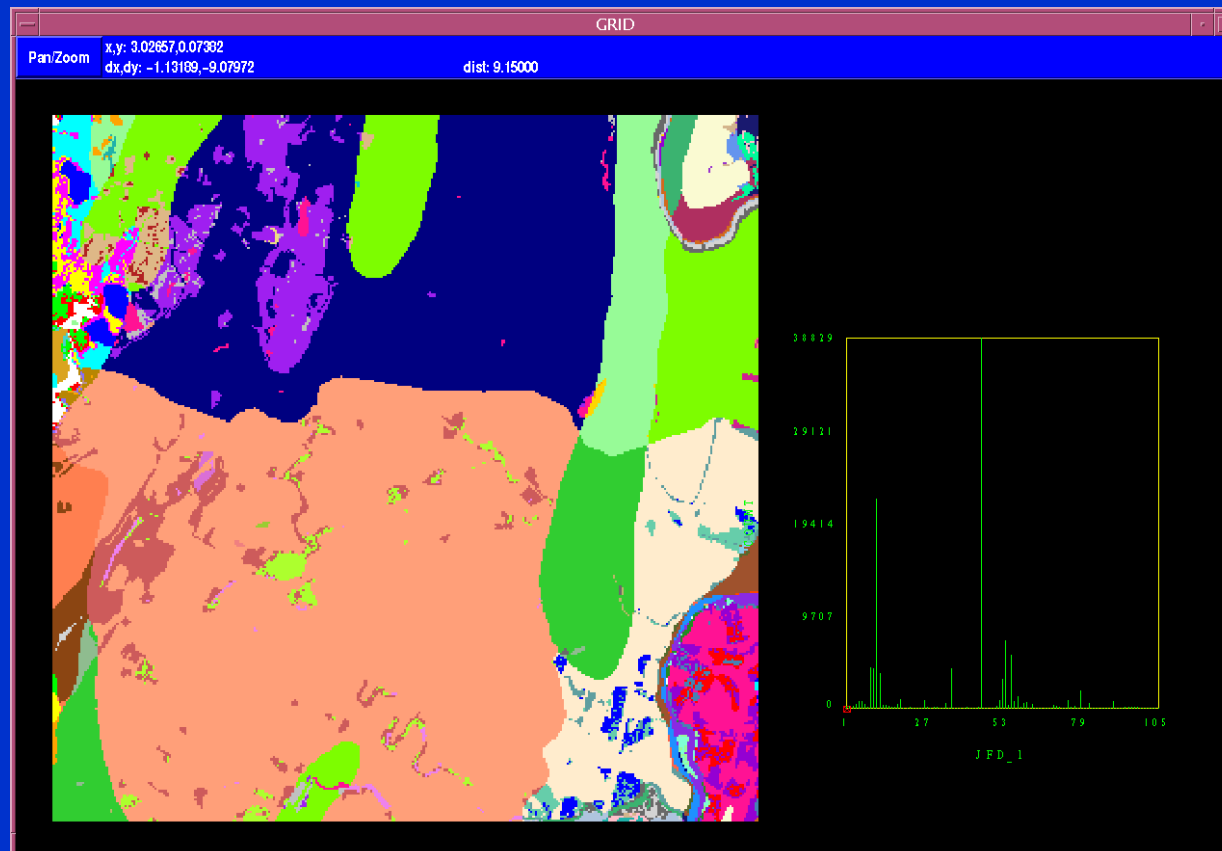 GRID
Pan/Zoom
x,y: 3.02657,0.07382
dx,dy: -1.13189,-9.07972
dist: 9.15000
38829
29121
19414
9707
0
1 27 53 79 105
JFD_1